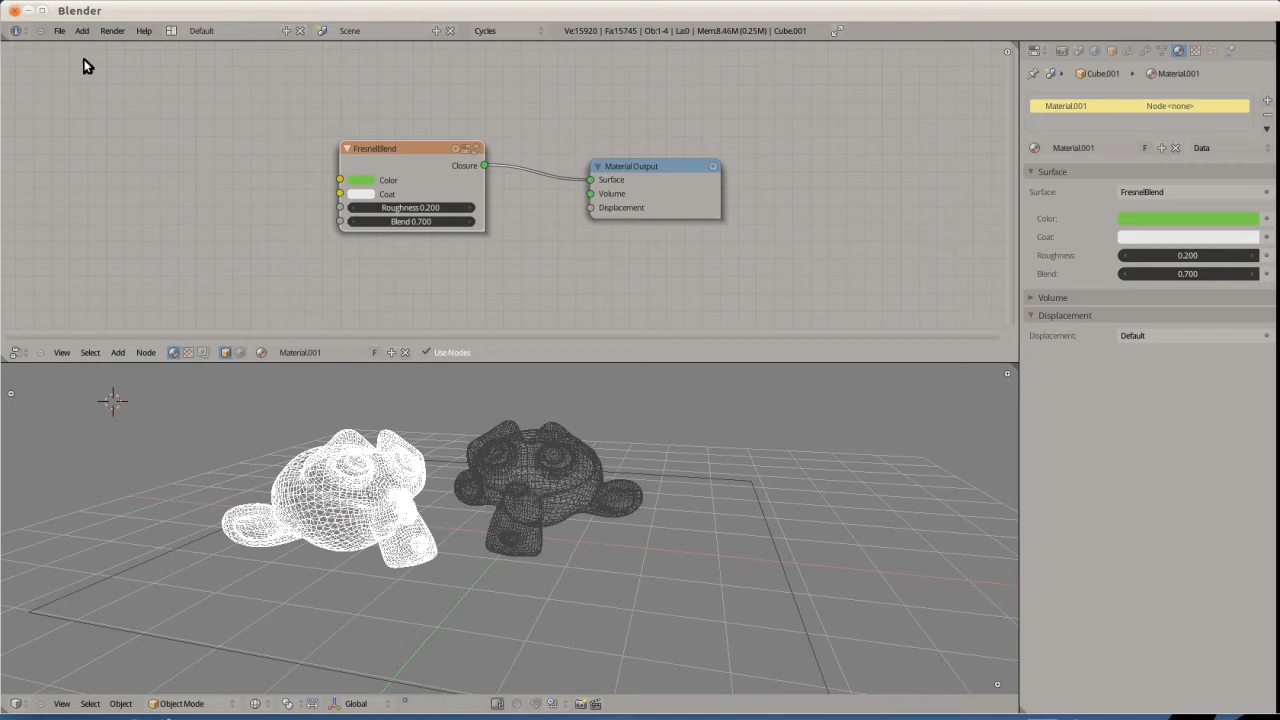 Blender
File Add Render Help Default Scene Cycles Ve:15920 | Fa:15745 | Ob:1-4 | La:0 | Mem:8.46M (0.25M) | Cube.001
Cube.001 Material.001
Material.001 Node <none>
Material.001 F Data
Surface
Surface: FresnelBlend
Color:
Coat:
Roughness: 0.200
Blend: 0.700
Volume
Displacement
Displacement: Default
FresnelBlend
Closure
Color
Coat
Roughness 0.200
Blend 0.700
Material Output
Surface
Volume
Displacement
View Select Add Node Material.001 F Use Nodes
View Select Object Object Mode Global